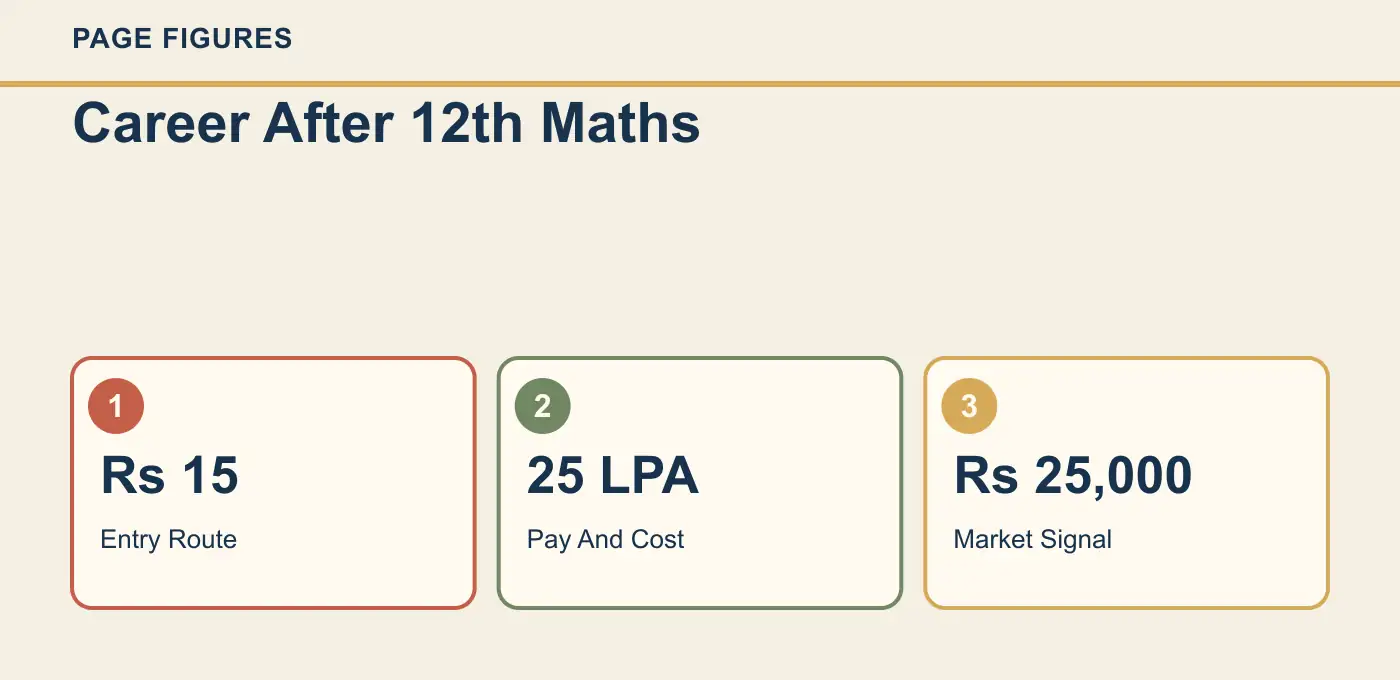 PAGE FIGURES
Career After 12th Maths
1
Rs 15
Entry Route
2
25 LPA
Pay And Cost
3
Rs 25,000
Market Signal